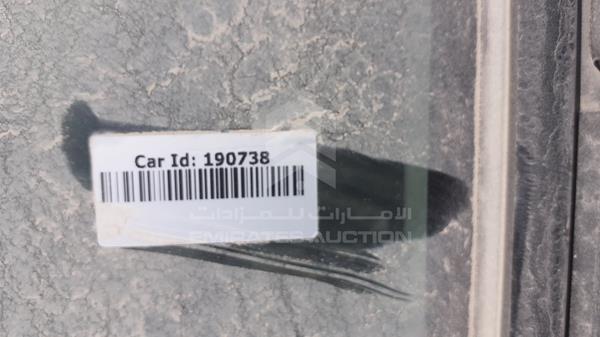 Car Id: 190738
الامارات للمزادات
EMIRATES AUCTION